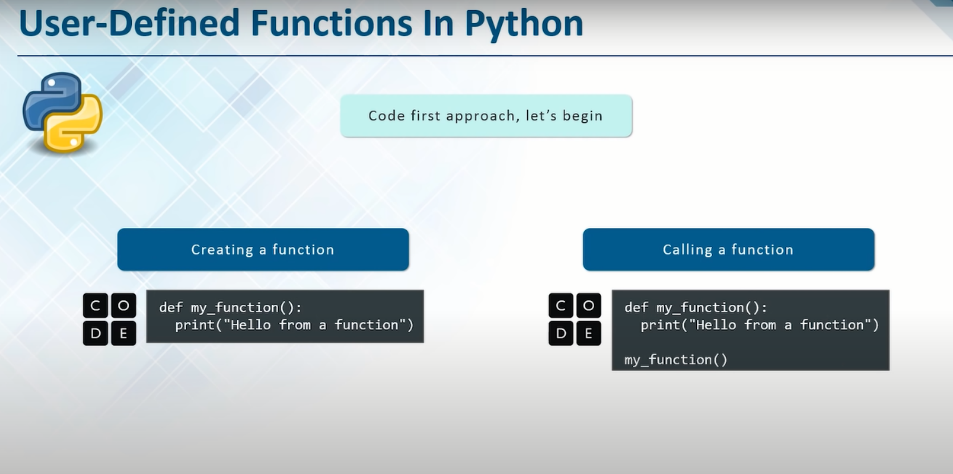 User-Defined Functions In Python
Code first approach, let's begin
Creating a function
C O
D E
def my_function():
  print("Hello from a function")
Calling a function
C O
D E
def my_function():
  print("Hello from a function")

my_function()